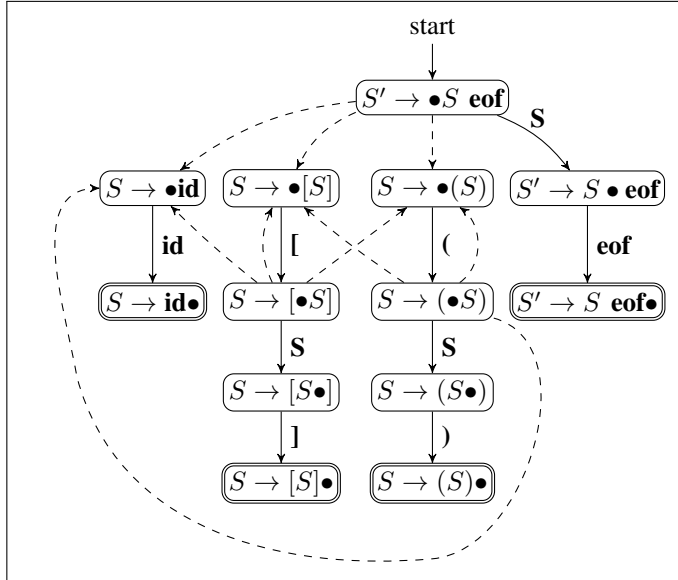 start
S′ → •S eof
S
S → •id
S → •[S]
S → •(S)
S′ → S • eof
id
[
(
eof
S → id•
S → [•S]
S → (•S)
S′ → S eof•
S
S
S → [S•]
S → (S•)
]
)
S → [S]•
S → (S)•